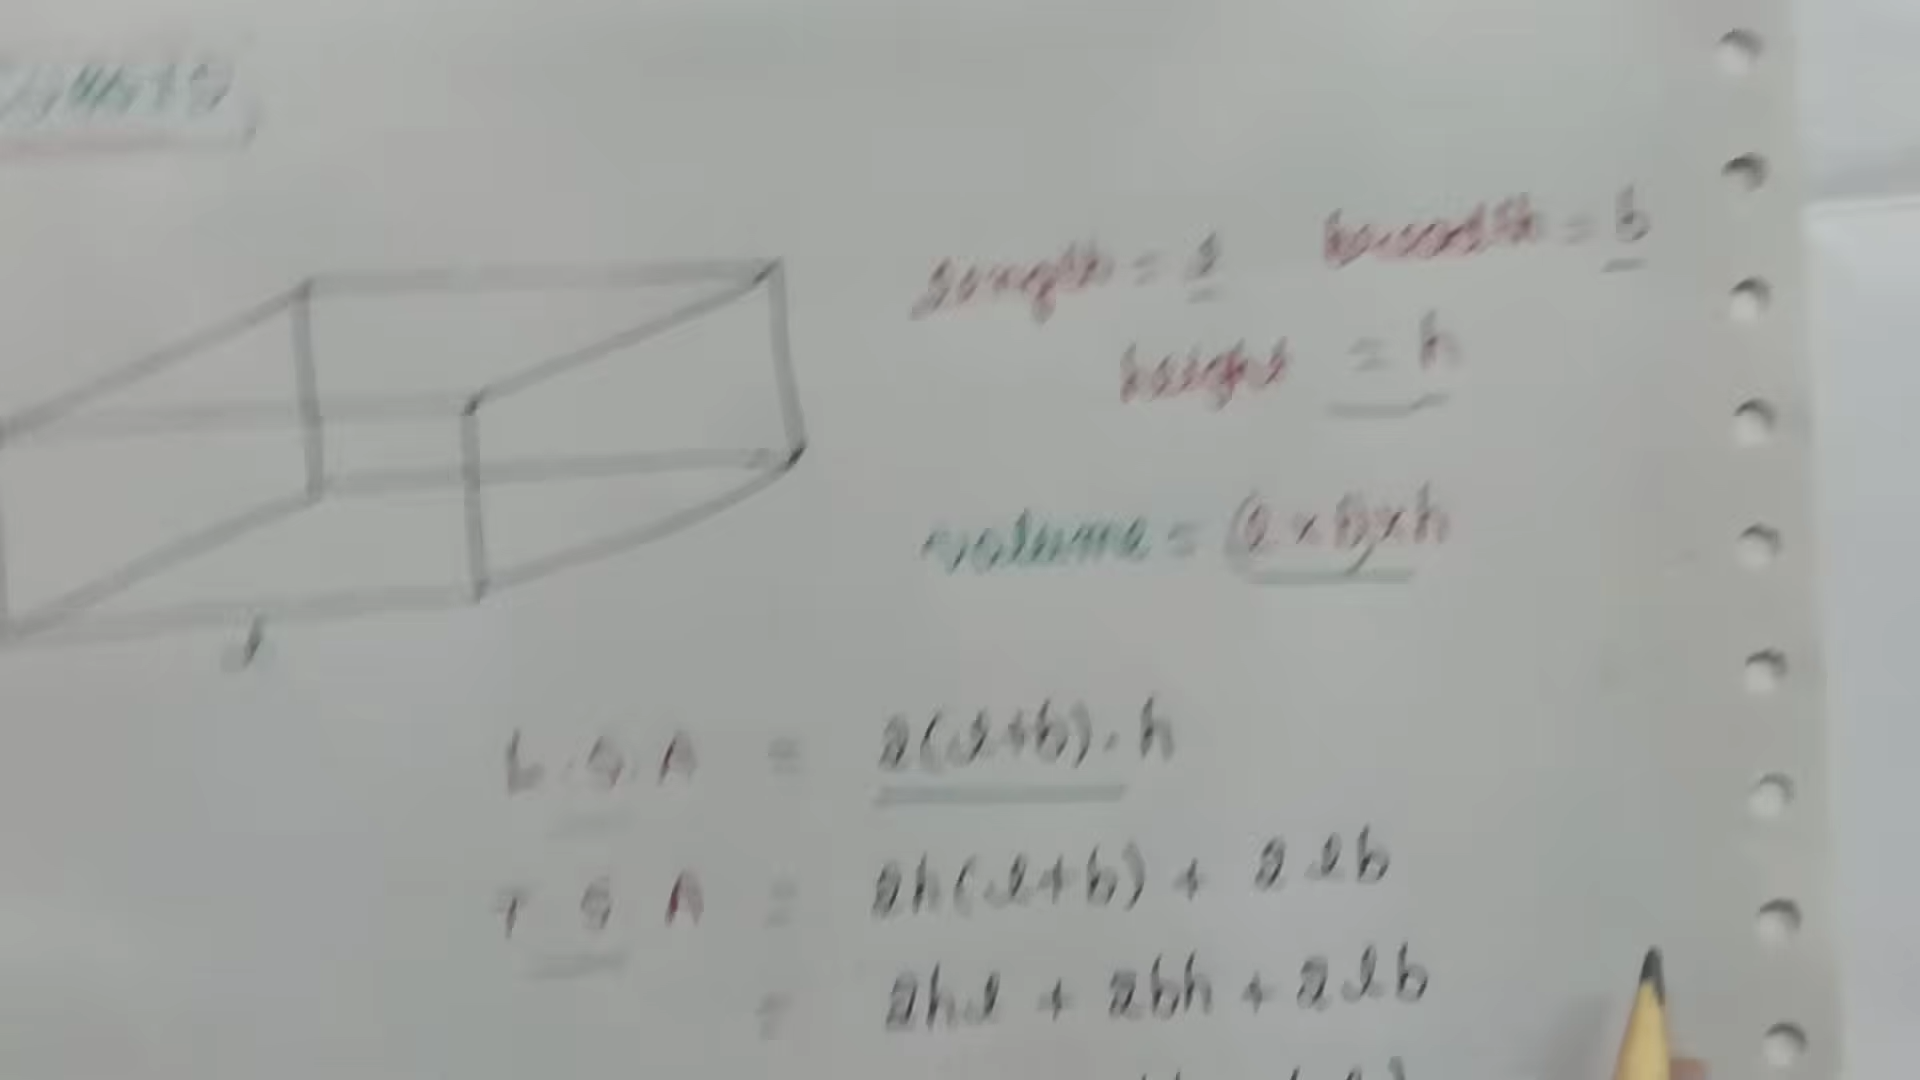 length = l breadth = b
height = h
volume = (l x b) x h
l
L.S.A = 2(l+b).h
T S A = 2h(l+b) + 2lb
= 2hl + 2bh + 2lb